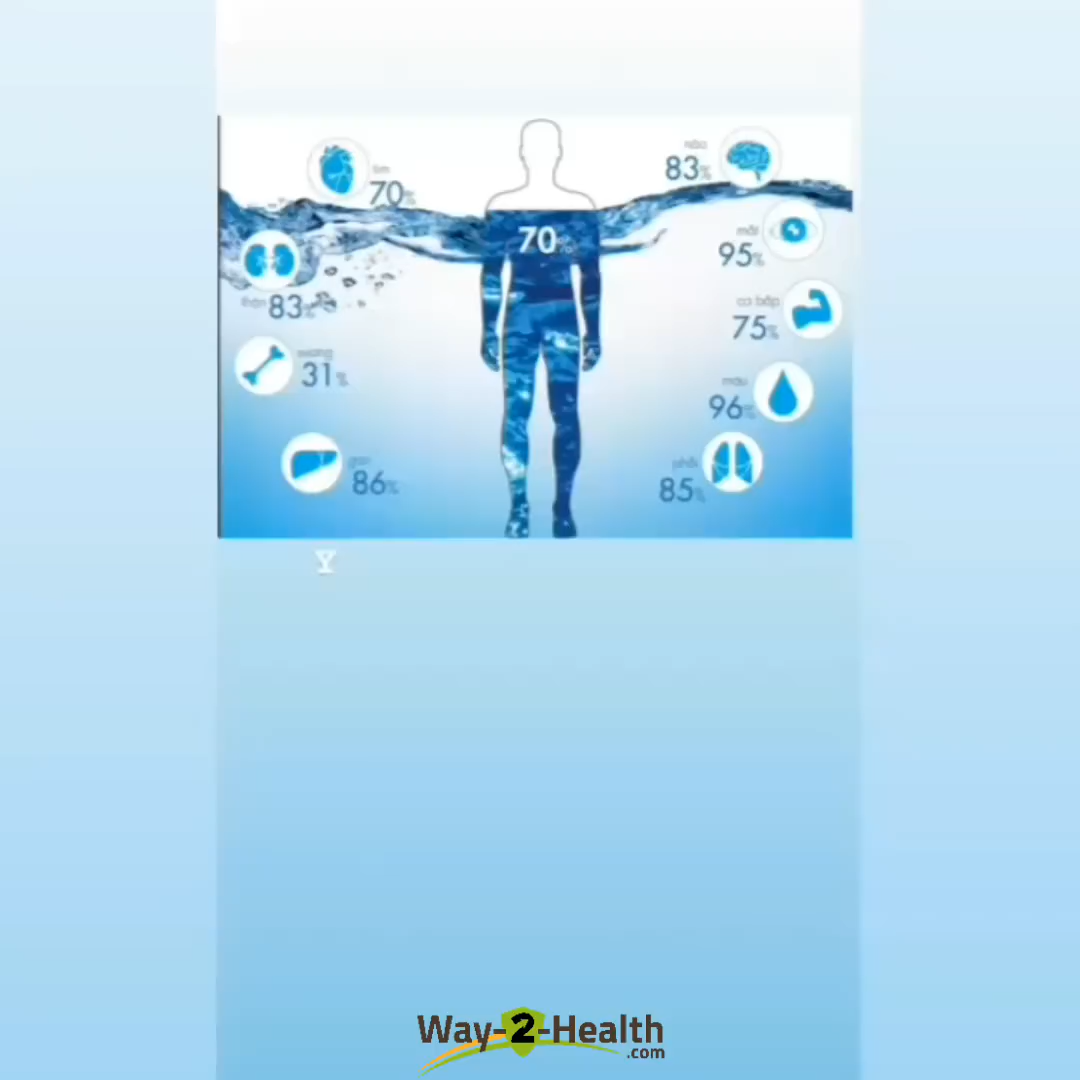 tim
70%
não
83%
70%
mắt
95%
thận 83%
cơ bắp
75%
xương
31%
máu
96%
gan
86%
phổi
85%
Y
Way-2-Health
.com